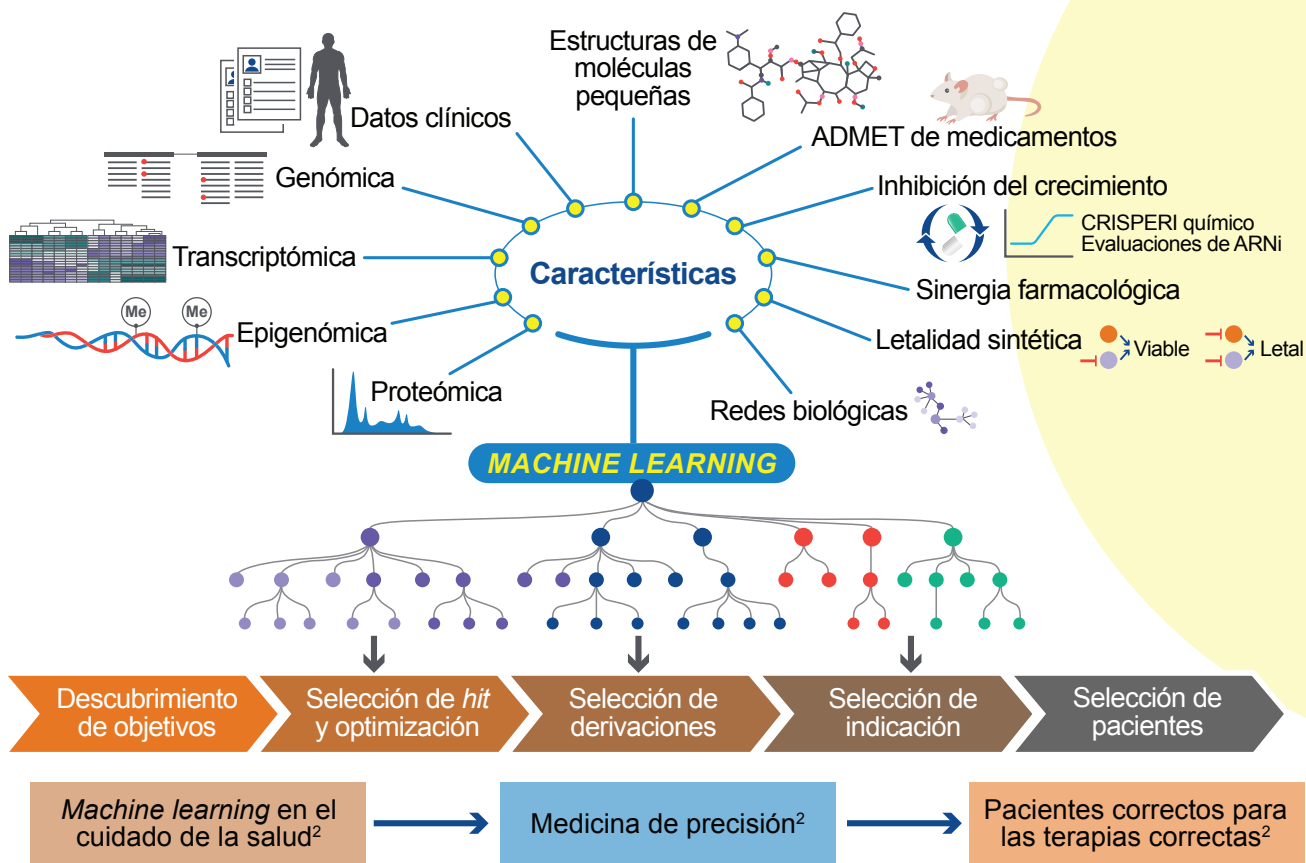 Estructuras de
moléculas
pequeñas
Datos clínicos
ADMET de medicamentos
Genómica
Inhibición del crecimiento
CRISPERI químico
Evaluaciones de ARNi
Transcriptómica
Características
Sinergia farmacológica
Me
Me
Epigenómica
Letalidad sintética
Viable
Letal
Proteómica
Redes biológicas
MACHINE LEARNING
Descubrimiento
de objetivos
Selección de hit
y optimización
Selección de
derivaciones
Selección de
indicación
Selección de
pacientes
Machine learning en el
cuidado de la salud²
Medicina de precisión²
Pacientes correctos para
las terapias correctas²